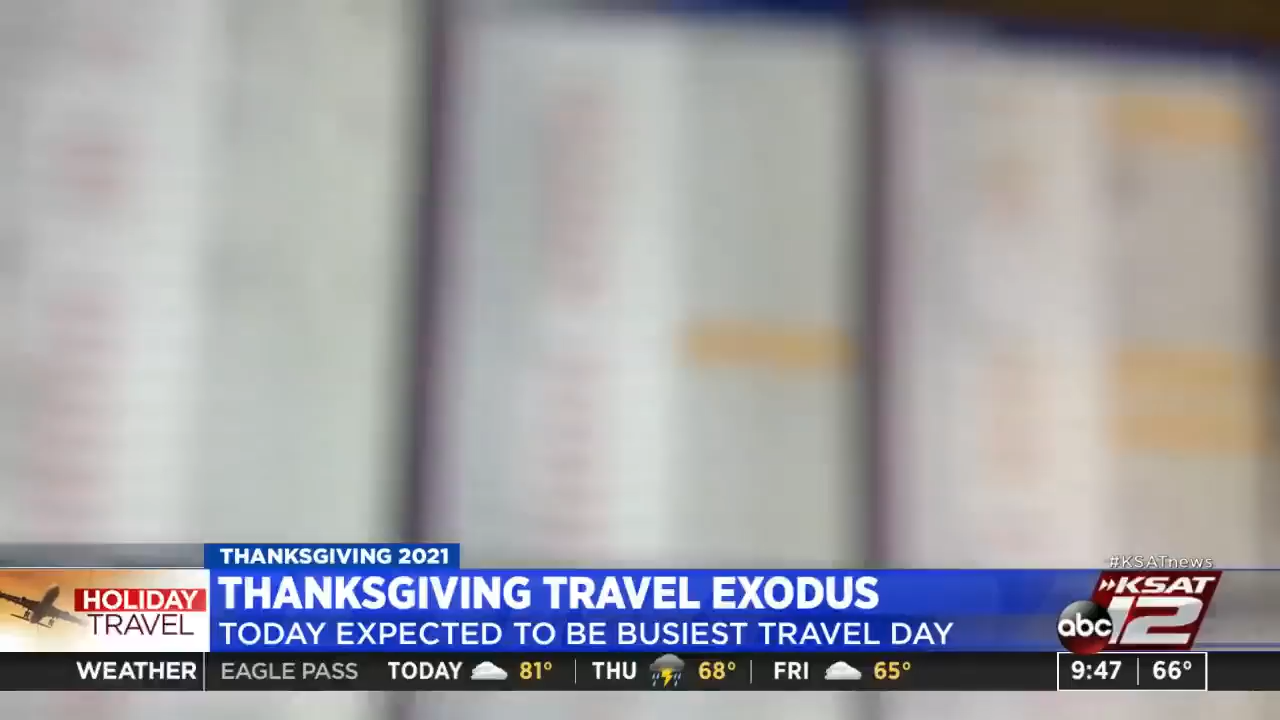 THANKSGIVING 2021
#KSATnews
HOLIDAY
TRAVEL
THANKSGIVING TRAVEL EXODUS
TODAY EXPECTED TO BE BUSIEST TRAVEL DAY
KSAT
abc 12
WEATHER EAGLE PASS TODAY 81° THU 68° FRI 65° 9:47 66°